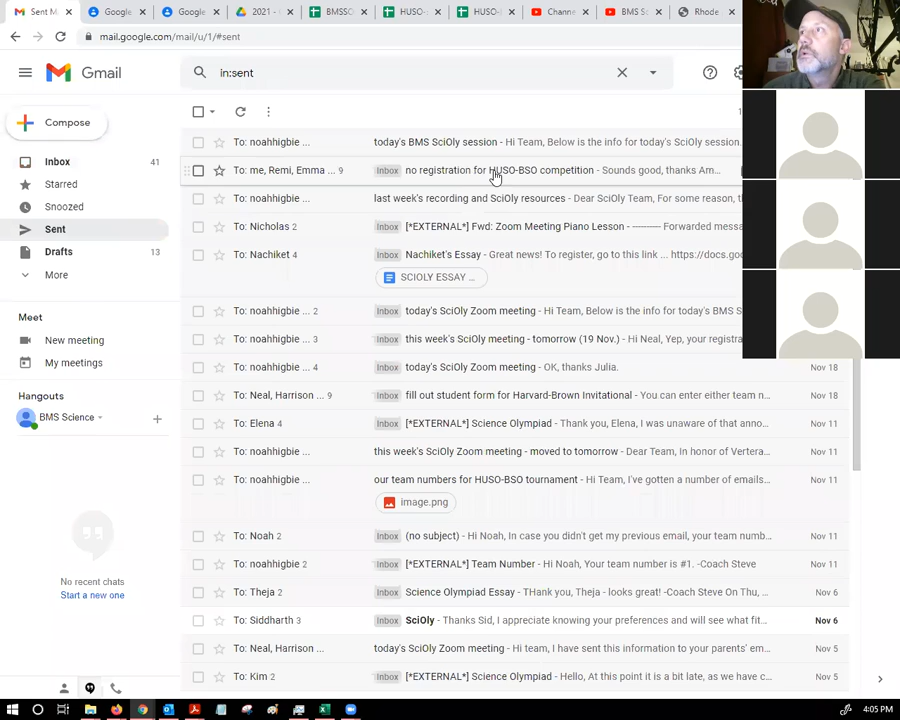 Sent M
Google
Google
2021 -
BMSSO
HUSO-
HUSO-
Channe
BMS S
Rhode
mail.google.com/mail/u/1/#sent
Gmail
in:sent
Compose
Inbox 41
Starred
Snoozed
Sent
Drafts 13
More
Meet
New meeting
My meetings
Hangouts
BMS Science
No recent chats
Start a new one
To: noahhigbie ... today's BMS SciOly session - Hi Team, Below is the info for today's SciOly session.
To: me, Remi, Emma ... 9 Inbox no registration for HUSO-BSO competition - Sounds good, thanks Am...
To: noahhigbie ... last week's recording and SciOly resources - Dear SciOly Team, For some reason, th
To: Nicholas 2 Inbox [*EXTERNAL*] Fwd: Zoom Meeting Piano Lesson - ---------- Forwarded messa
To: Nachiket 4 Inbox Nachiket's Essay - Great news! To register, go to this link ... https://docs.go
SCIOLY ESSAY ...
To: noahhigbie ... 2 Inbox today's SciOly Zoom meeting - Hi Team, Below is the info for today's BMS S
To: noahhigbie ... 3 Inbox this week's SciOly meeting - tomorrow (19 Nov.) - Hi Neal, Yep, your registra
To: noahhigbie ... 4 Inbox today's SciOly Zoom meeting - OK, thanks Julia. Nov 18
To: Neal, Harrison ... 9 Inbox fill out student form for Harvard-Brown Invitational - You can enter either team n... Nov 18
To: Elena 4 Inbox [*EXTERNAL*] Science Olympiad - Thank you, Elena, I was unaware of that anno... Nov 11
To: noahhigbie ... this week's SciOly Zoom meeting - moved to tomorrow - Dear Team, In honor of Vertera... Nov 11
To: noahhigbie ... our team numbers for HUSO-BSO tournament - Hi Team, I've gotten a number of emails... Nov 11
image.png
To: Noah 2 Inbox (no subject) - Hi Noah, In case you didn't get my previous email, your team numb... Nov 11
To: noahhigbie 2 Inbox [*EXTERNAL*] Team Number - Hi Noah, Your team number is #1. -Coach Steve Nov 11
To: Theja 2 Inbox Science Olympiad Essay - THank you, Theja - looks great! -Coach Steve On Thu, ... Nov 6
To: Siddharth 3 Inbox SciOly - Thanks Sid, I appreciate knowing your preferences and will see what fit... Nov 6
To: Neal, Harrison ... today's SciOly Zoom meeting - Hi team, I have sent this information to your parents' em... Nov 5
To: Kim 2 Inbox [*EXTERNAL*] Science Olympiad - Hello, At this point it is a bit late, as we have c... Nov 5
4:05 PM